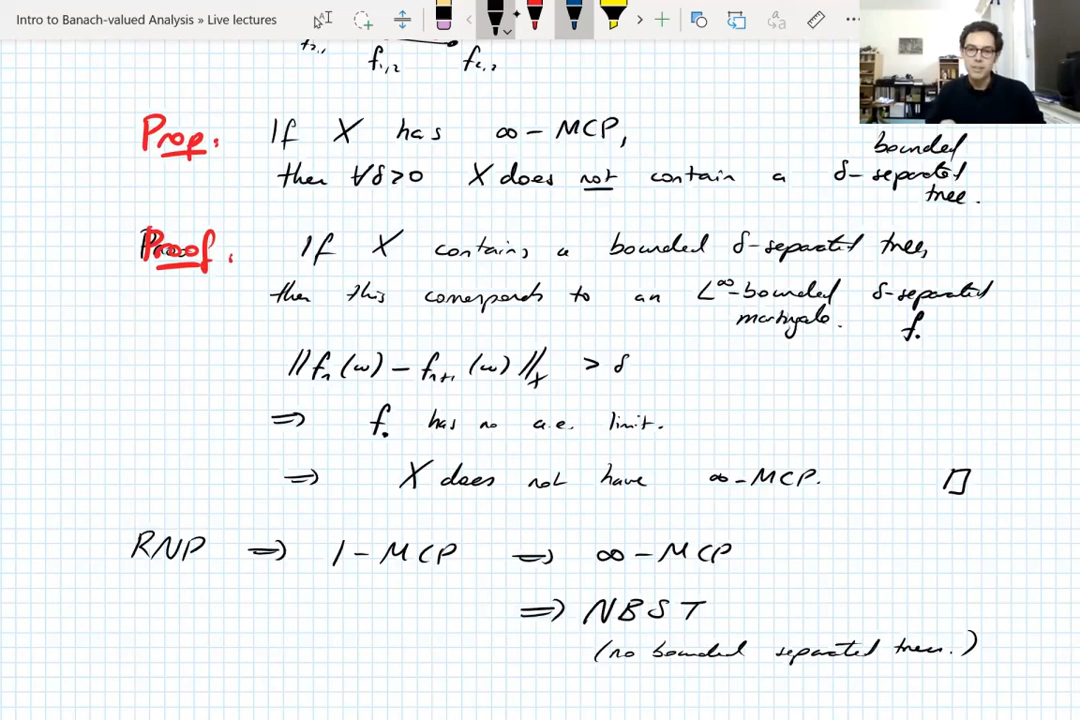 Intro to Banach-valued Analysis » Live lectures
f₂,₁ f₁,₂ f₂,₂
Prop. If X has ∞-MCP,
then ∀δ>0 X does not contain a bounded δ-separated tree.
Proof. If X contains a bounded δ-separated tree,
then this corresponds to an L^∞-bounded δ-separated martingale. f.
||fₙ(ω) - fₙ₊₁(ω)||_X > δ
⇒ f. has no a.e. limit.
⇒ X does not have ∞-MCP. □
RNP ⇒ 1-MCP ⇒ ∞-MCP
⇒ NBST
(no bounded separated trees.)